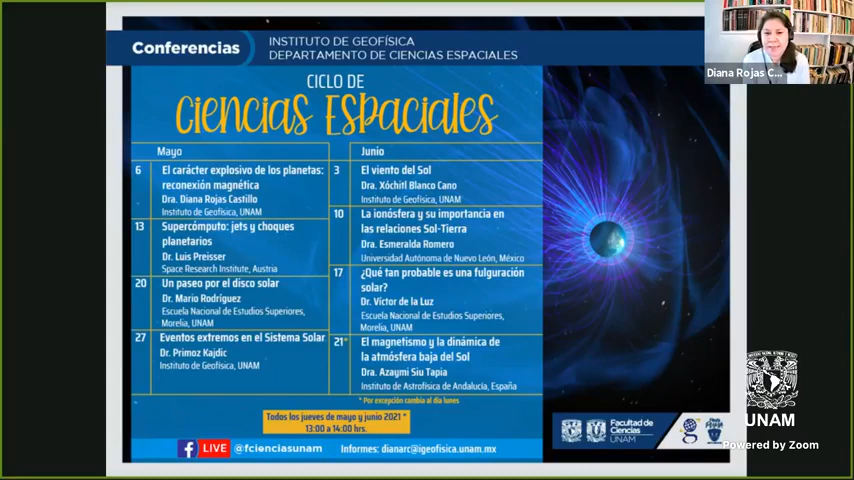 Conferencias
INSTITUTO DE GEOFÍSICA
DEPARTAMENTO DE CIENCIAS ESPACIALES
CICLO DE
Ciencias Espaciales
Mayo
6
El carácter explosivo de los planetas:
reconexión magnética
Dra. Diana Rojas Castillo
Instituto de Geofísica, UNAM
13
Supercómputo: jets y choques
planetarios
Dr. Luis Preisser
Space Research Institute, Austria
20
Un paseo por el disco solar
Dr. Mario Rodríguez
Escuela Nacional de Estudios Superiores,
Morelia, UNAM
27
Eventos extremos en el Sistema Solar
Dr. Primoz Kajdic
Instituto de Geofísica, UNAM
Junio
3
El viento del Sol
Dra. Xóchitl Blanco Cano
Instituto de Geofísica, UNAM
10
La ionósfera y su importancia en
las relaciones Sol-Tierra
Dra. Esmeralda Romero
Universidad Autónoma de Nuevo León, México
17
¿Qué tan probable es una fulguración
solar?
Dr. Víctor de la Luz
Escuela Nacional de Estudios Superiores,
Morelia, UNAM
21*
El magnetismo y la dinámica de
la atmósfera baja del Sol
Dra. Azaymi Siu Tapia
Instituto de Astrofísica de Andalucía, España
* Por excepción cambia al día lunes
Todos los jueves de mayo y junio 2021 *
13:00 a 14:00 hrs.
f LIVE @fcienciasunam
Informes: dianarc@igeofisica.unam.mx
Facultad de
Ciencias
UNAM
Diana Rojas C...
UNAM
Powered by Zoom